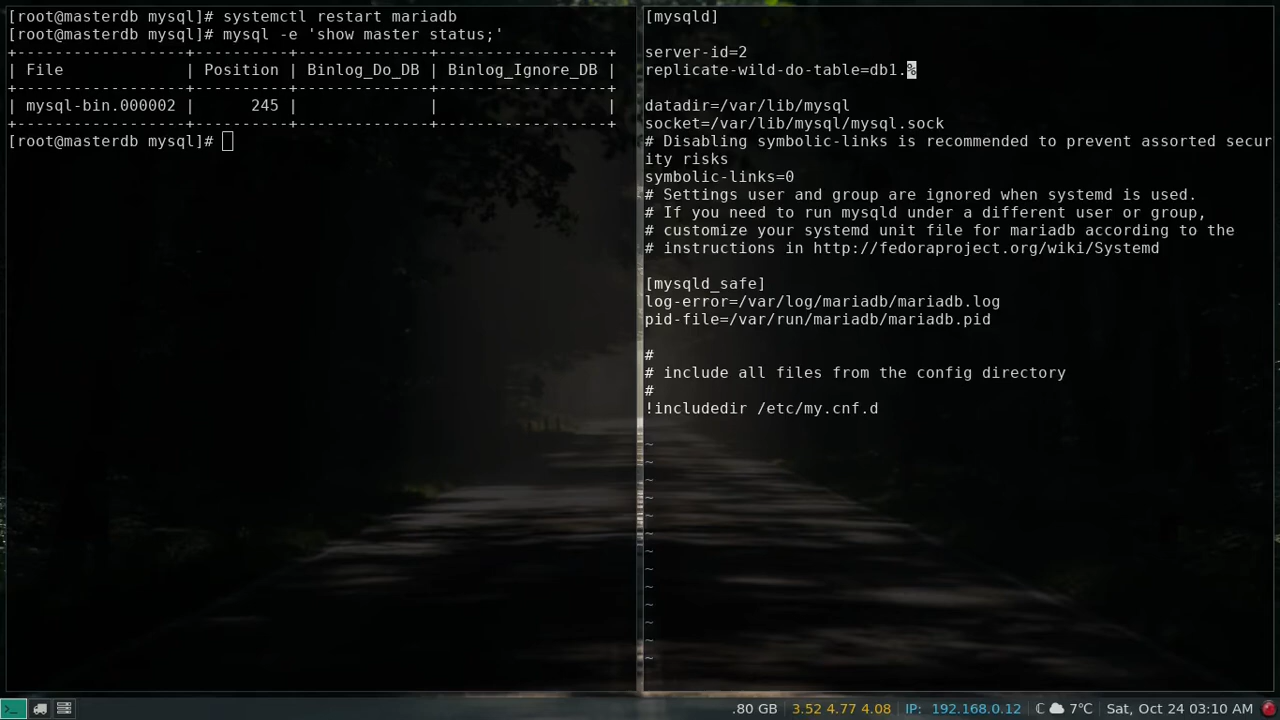 [root@masterdb mysql]# systemctl restart mariadb
[root@masterdb mysql]# mysql -e 'show master status;'
+------------------+----------+--------------+------------------+
| File             | Position | Binlog_Do_DB | Binlog_Ignore_DB |
+------------------+----------+--------------+------------------+
| mysql-bin.000002 |      245 |              |                  |
+------------------+----------+--------------+------------------+
[root@masterdb mysql]#
[mysqld]
server-id=2
replicate-wild-do-table=db1.%
datadir=/var/lib/mysql
socket=/var/lib/mysql/mysql.sock
# Disabling symbolic-links is recommended to prevent assorted secur
ity risks
symbolic-links=0
# Settings user and group are ignored when systemd is used.
# If you need to run mysqld under a different user or group,
# customize your systemd unit file for mariadb according to the
# instructions in http://fedoraproject.org/wiki/Systemd
[mysqld_safe]
log-error=/var/log/mariadb/mariadb.log
pid-file=/var/run/mariadb/mariadb.pid
#
# include all files from the config directory
#
!includedir /etc/my.cnf.d
~
~
~
~
~
~
~
~
~
~
~
~
~
.80 GB 3.52 4.77 4.08 IP: 192.168.0.12 7℃ Sat, Oct 24 03:10 AM